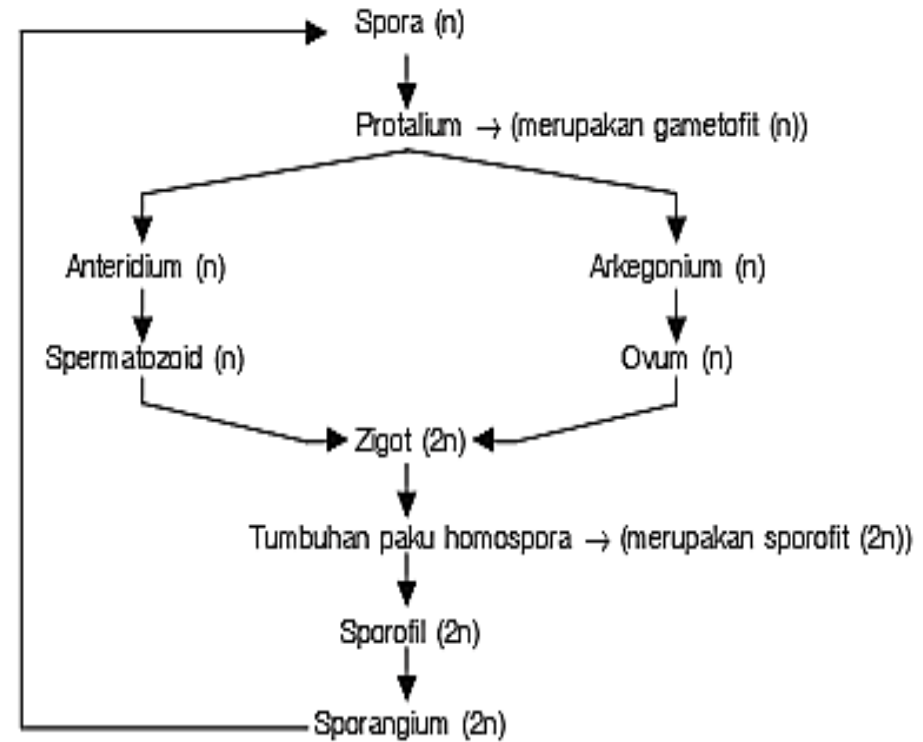 Spora (n)
Protalium → (merupakan gametofit (n))
Anteridium (n)
Arkegonium (n)
Spermatozoid (n)
Ovum (n)
Zigot (2n)
Tumbuhan paku homospora → (merupakan sporofit (2n))
Sporofil (2n)
Sporangium (2n)